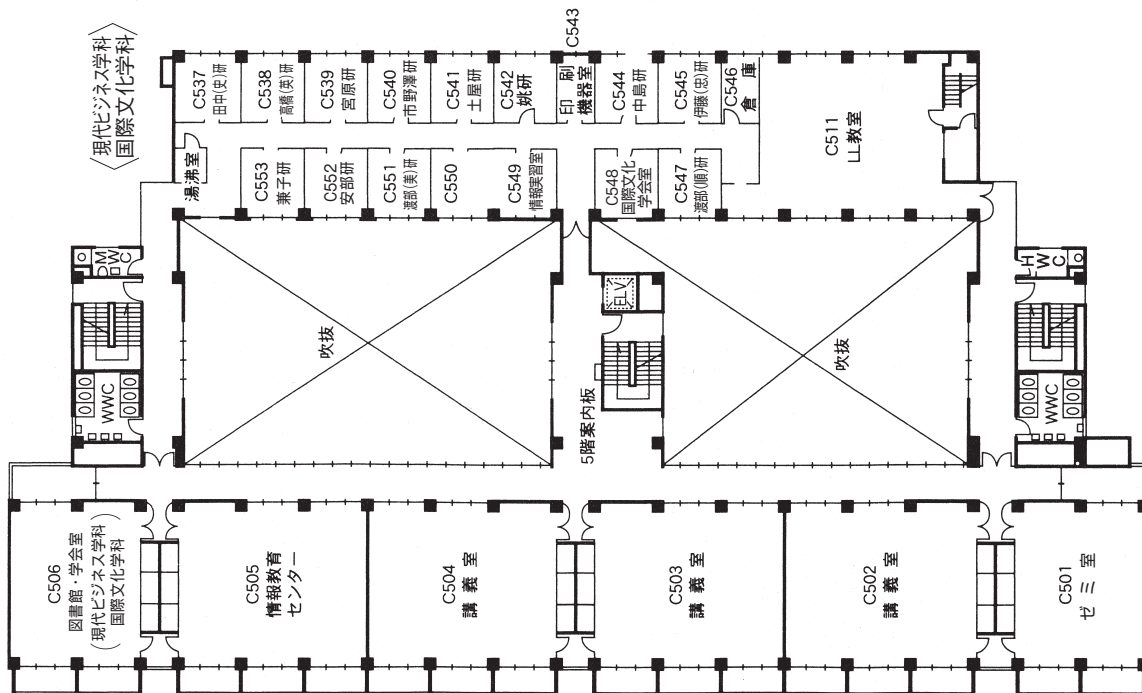 〈現代ビジネス学科
国際文化学科〉
C537
田中(史)研
C538
高橋(英)研
C539
宮原研
C540
市野澤研
C541
土屋研
C542
姚研
C543
印刷
機器室
C544
中島研
C545
伊藤(忠)研
C546
倉庫
湯沸室
C553
兼子研
C552
安部研
C551
渡部(美)研
C550
C549
情報実習室
C548
国際文化
学会室
C547
渡部(順)研
C511
LL教室
M
W
C
H
W
C
吹抜
ELV
吹抜
WWC
5階案内板
WWC
C506
図書館・学会室
(現代ビジネス学科
国際文化学科)
C505
情報教育
センター
C504
講義室
C503
講義室
C502
講義室
C501
ゼミ室